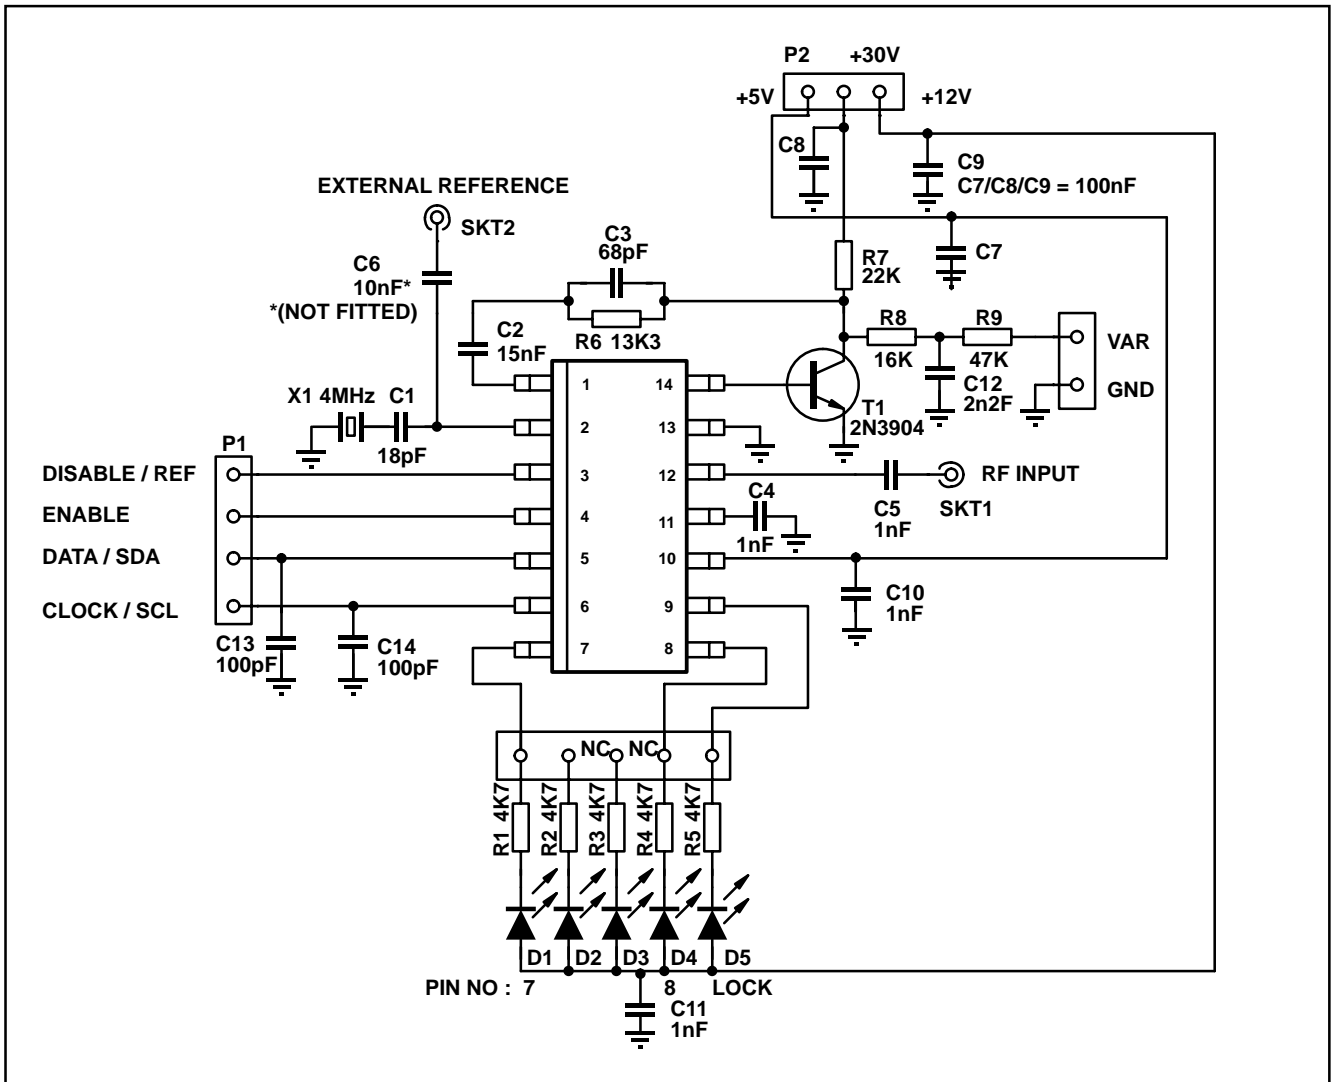 P2 +30V
+5V +12V
C8
C9
C7/C8/C9 = 100nF
EXTERNAL REFERENCE
SKT2
C3
68pF
C6
10nF*
*(NOT FITTED)
C7
R7
22K
C2
15nF
R6 13K3
R8
16K
R9
47K
VAR
GND
C12
2n2F
T1
2N3904
X1 4MHz C1
18pF
P1
1 14
2 13
3 12
4 11
5 10
6 9
7 8
DISABLE / REF
ENABLE
DATA / SDA
CLOCK / SCL
RF INPUT
SKT1
C5
1nF
C4
1nF
C10
1nF
C13
100pF
C14
100pF
NC NC
R1 4K7
R2 4K7
R3 4K7
R4 4K7
R5 4K7
D1 D2 D3 D4 D5
PIN NO : 7 8 LOCK
C11
1nF